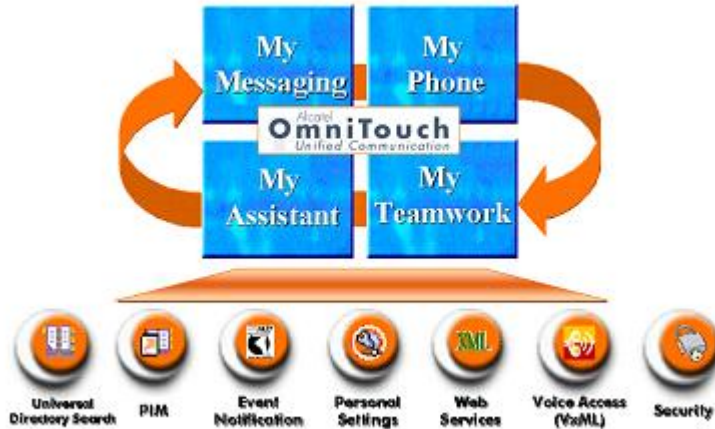 My
Messaging
My
Phone
Alcatel
OmniTouch
Unified Communication
My
Assistant
My
Teamwork
XML
Universal
Directory Search
PIM
Event
Notification
Personal
Settings
Web
Services
Voice Access
(VxML)
Security